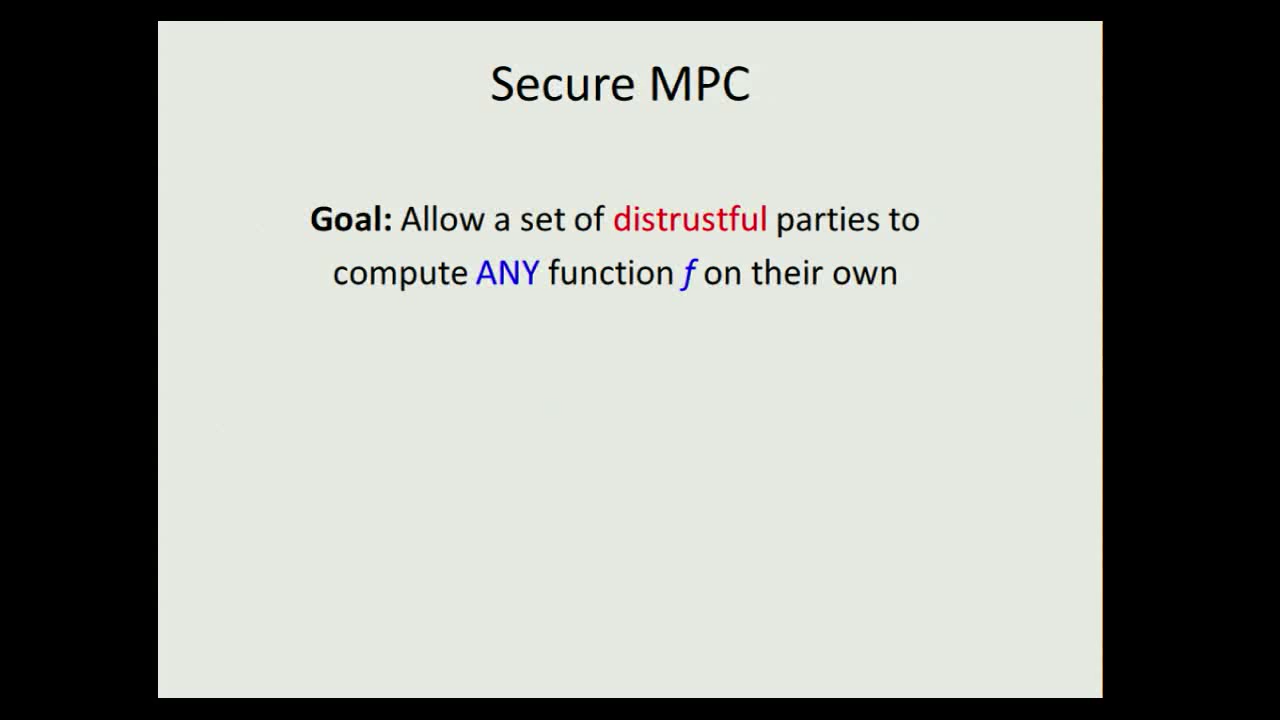 Secure MPC
Goal: Allow a set of distrustful parties to
compute ANY function f on their own